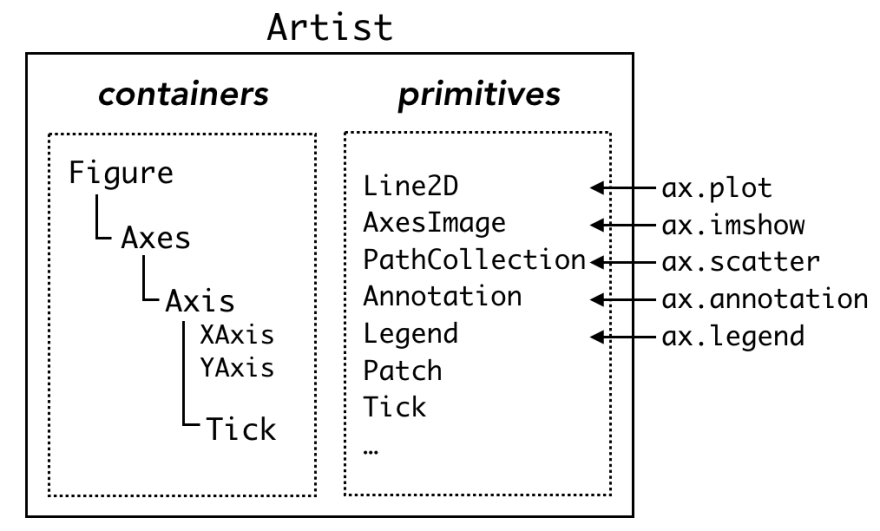 Artist
containers
Figure
Axes
Axis
XAxis
YAxis
Tick
primitives
Line2D
AxesImage
PathCollection
Annotation
Legend
Patch
Tick
…
ax.plot
ax.imshow
ax.scatter
ax.annotation
ax.legend